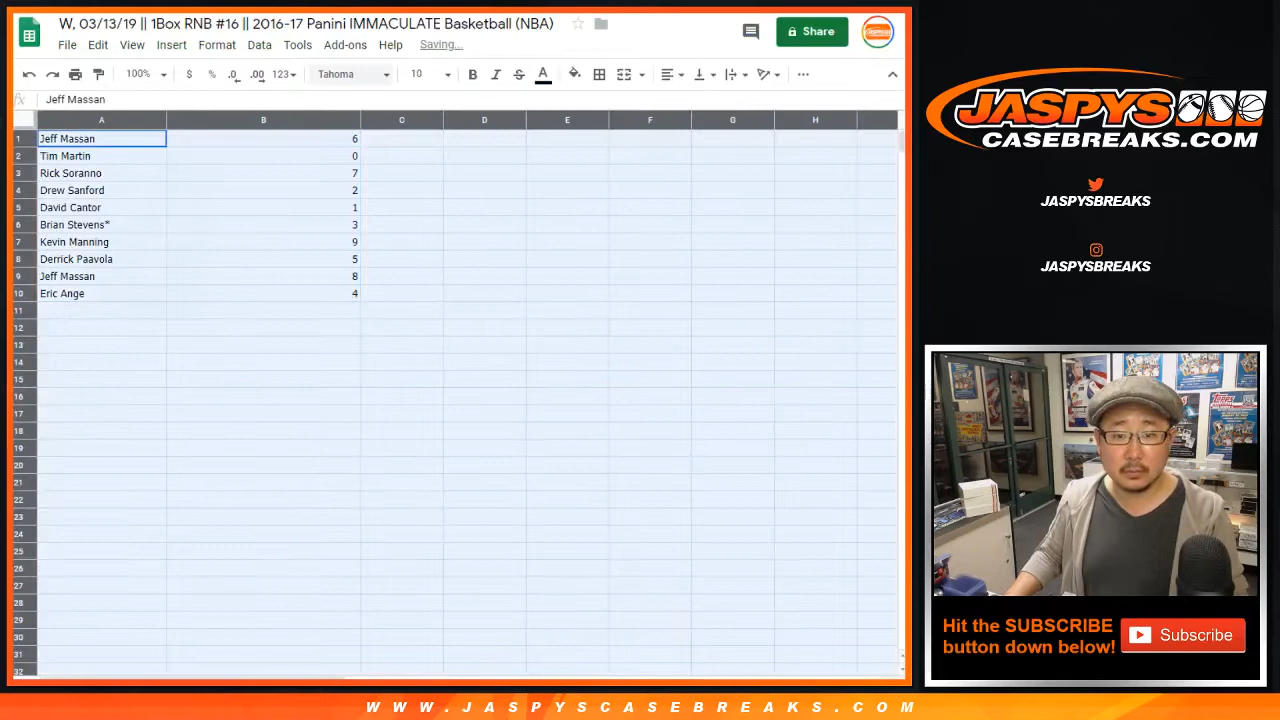 W, 03/13/19 || 1Box RNB #16 || 2016-17 Panini IMMACULATE Basketball (NBA)
File Edit View Insert Format Data Tools Add-ons Help Saving...
Share
100% $ % .0 .00 123 Tahoma 10 B I S A
fx Jeff Massan
A B C D E F G H
1 Jeff Massan 6
2 Tim Martin 0
3 Rick Soranno 7
4 Drew Sanford 2
5 David Cantor 1
6 Brian Stevens* 3
7 Kevin Manning 9
8 Derrick Paavola 5
9 Jeff Massan 8
10 Eric Ange 4
11
12
13
14
15
16
17
18
19
20
21
22
23
24
25
26
27
28
29
30
31
32
JASPYS
CASEBREAKS.COM
JASPYSBREAKS
JASPYSBREAKS
Hit the SUBSCRIBE
button down below!
Subscribe
WWW.JASPYSCASEBREAKS.COM